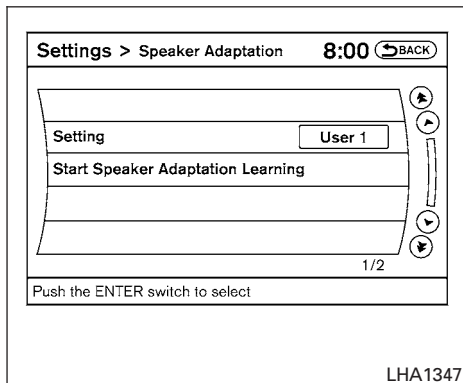 Settings > Speaker Adaptation 8:00 BACK
Setting User 1
Start Speaker Adaptation Learning
1/2
Push the ENTER switch to select
LHA1347